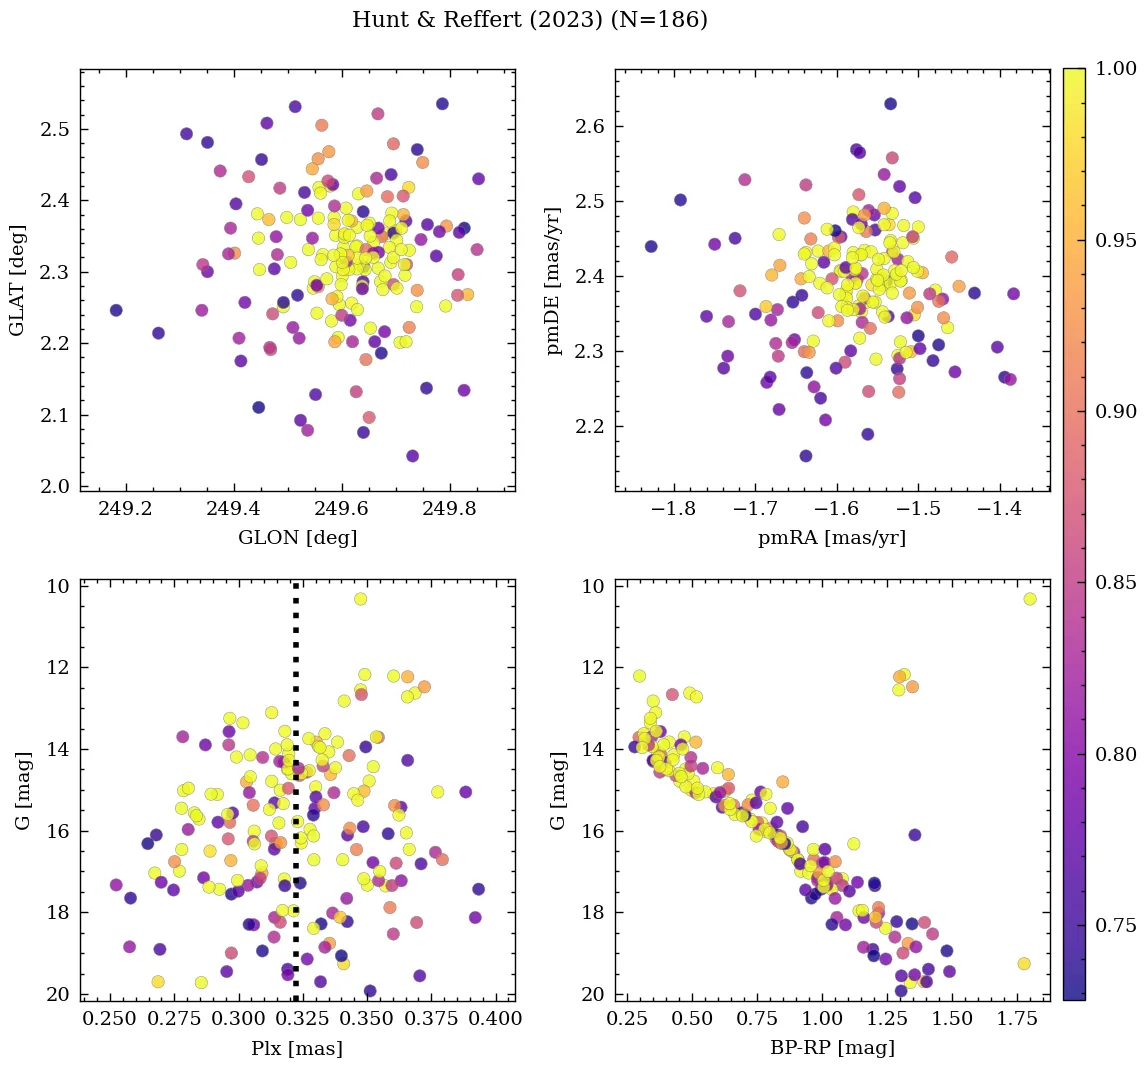 Hunt & Reffert (2023) (N=186)
2.5
2.4
2.3
2.2
2.1
2.0
GLAT [deg]
249.2 249.4 249.6 249.8
GLON [deg]
2.6
2.5
2.4
2.3
2.2
pmDE [mas/yr]
−1.8 −1.7 −1.6 −1.5 −1.4
pmRA [mas/yr]
1.00
0.95
0.90
0.85
0.80
0.75
10
12
14
16
18
20
G [mag]
0.250 0.275 0.300 0.325 0.350 0.375 0.400
Plx [mas]
10
12
14
16
18
20
G [mag]
0.25 0.50 0.75 1.00 1.25 1.50 1.75
BP-RP [mag]